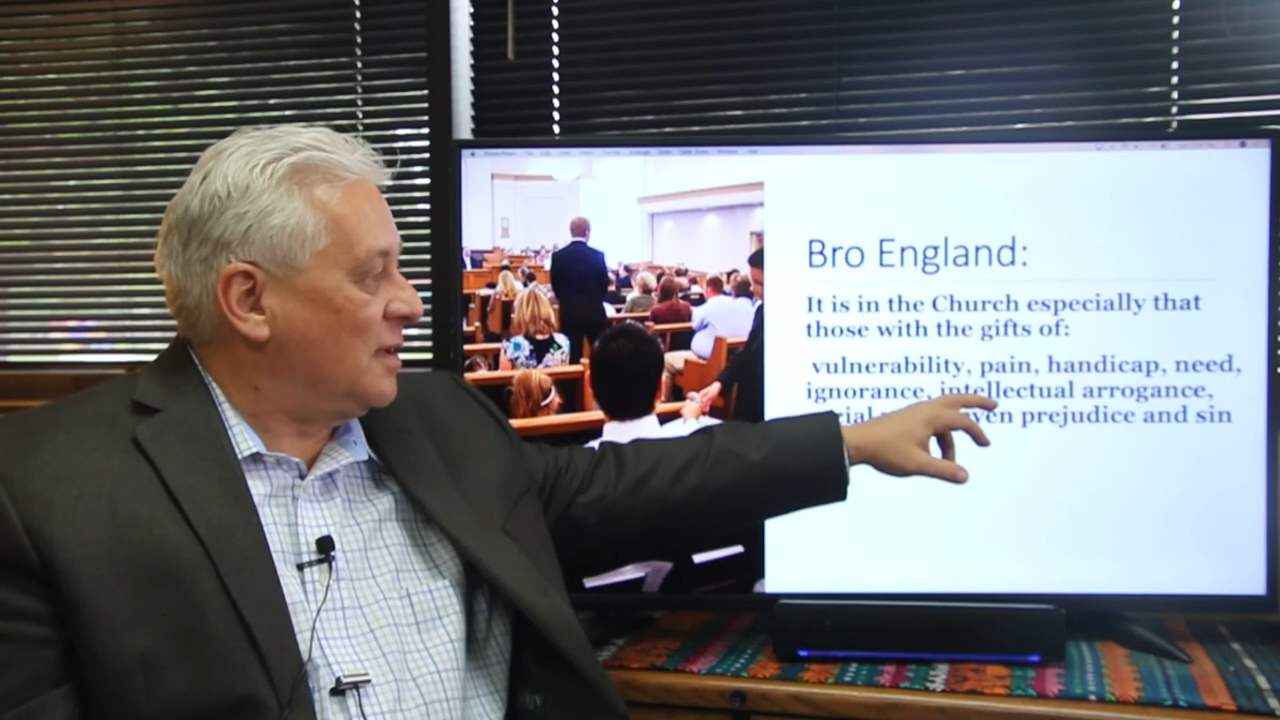 Bro England:
It is in the Church especially that
those with the gifts of:
vulnerability, pain, handicap, need,
ignorance, intellectual arrogance,
even prejudice and sin